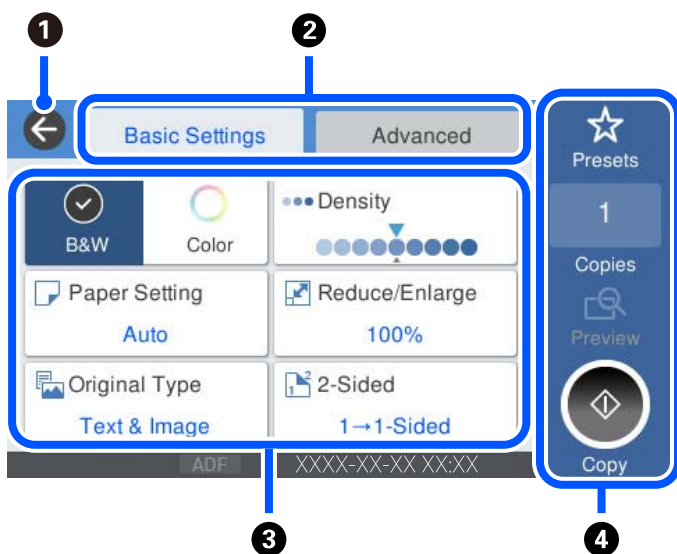 1
2
Basic Settings
Advanced
Presets
1
Copies
Preview
Copy
B&W
Color
Density
Paper Setting
Auto
Reduce/Enlarge
100%
Original Type
Text & Image
2-Sided
1→1-Sided
ADF
XXXX-XX-XX XX:XX
3
4